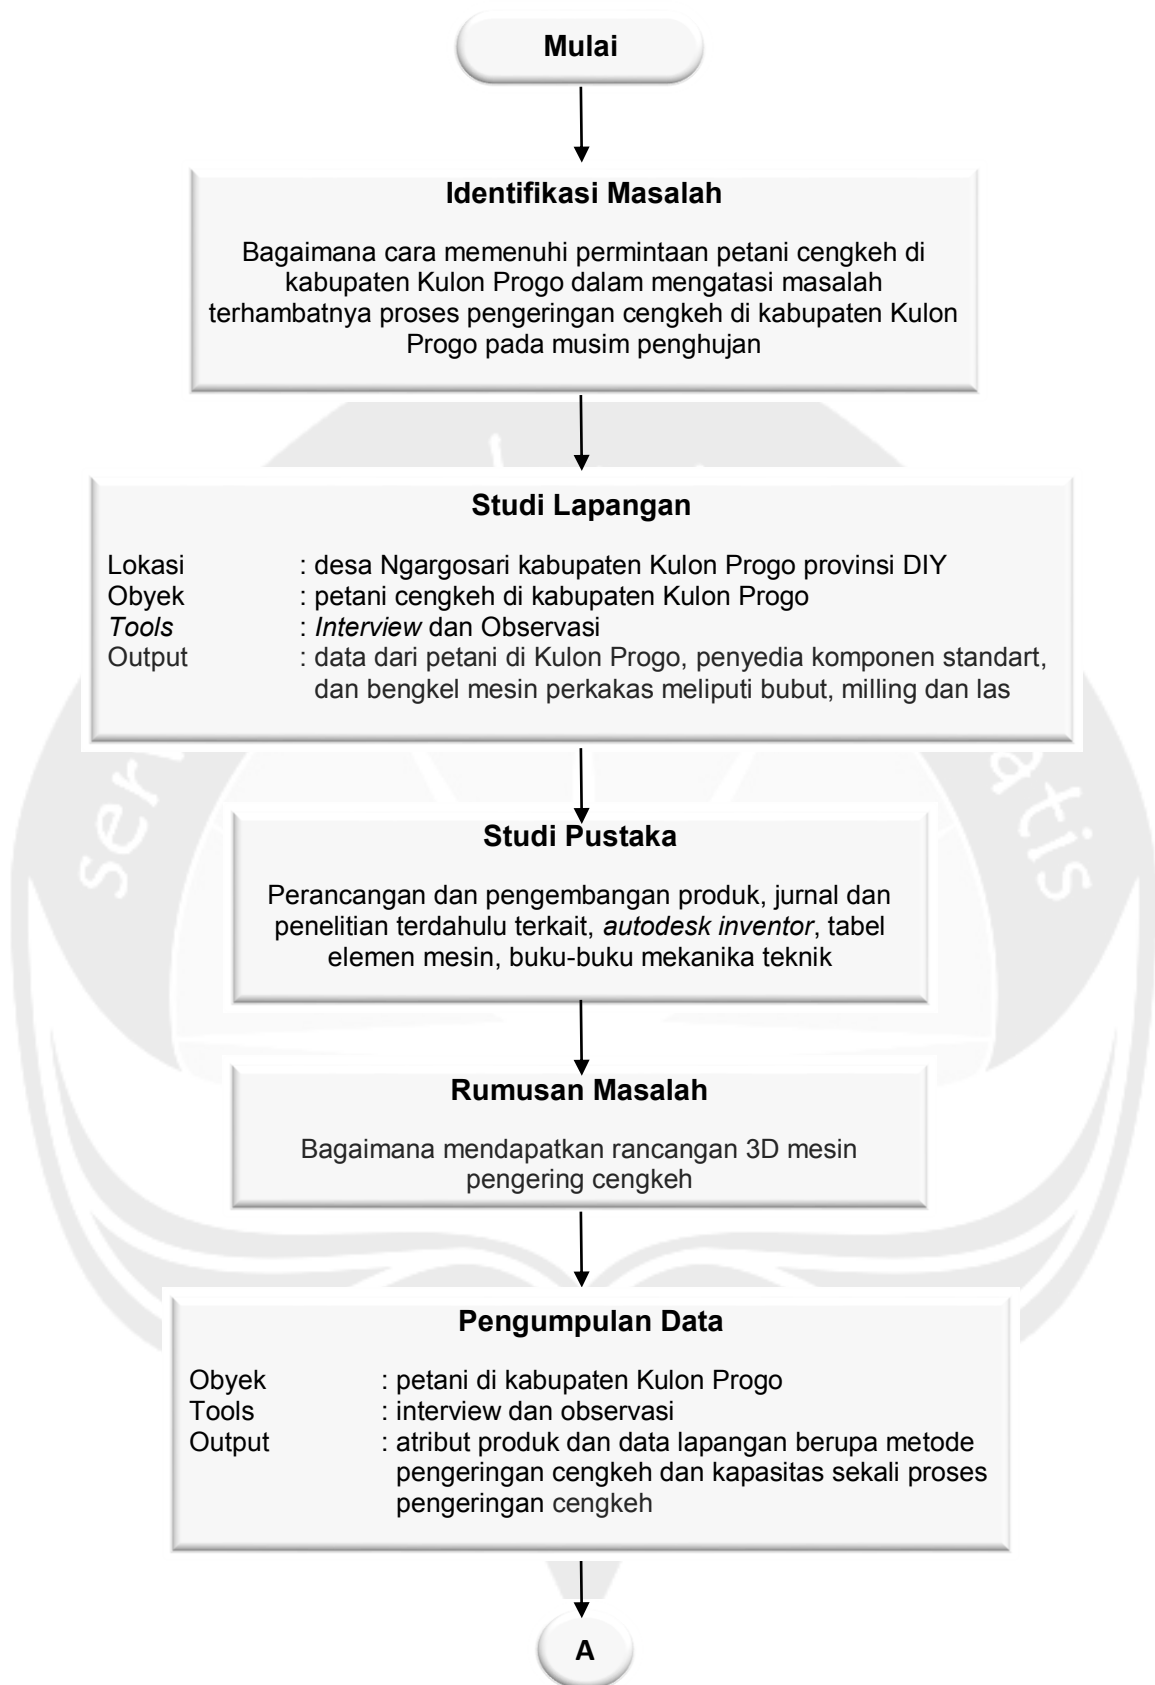 Mulai
Identifikasi Masalah
Bagaimana cara memenuhi permintaan petani cengkeh di
kabupaten Kulon Progo dalam mengatasi masalah
terhambatnya proses pengeringan cengkeh di kabupaten Kulon
Progo pada musim penghujan
Studi Lapangan
Lokasi : desa Ngargosari kabupaten Kulon Progo provinsi DIY
Obyek : petani cengkeh di kabupaten Kulon Progo
Tools : Interview dan Observasi
Output : data dari petani di Kulon Progo, penyedia komponen standart,
dan bengkel mesin perkakas meliputi bubut, milling dan las
Studi Pustaka
Perancangan dan pengembangan produk, jurnal dan
penelitian terdahulu terkait, autodesk inventor, tabel
elemen mesin, buku-buku mekanika teknik
Rumusan Masalah
Bagaimana mendapatkan rancangan 3D mesin
pengering cengkeh
Pengumpulan Data
Obyek : petani di kabupaten Kulon Progo
Tools : interview dan observasi
Output : atribut produk dan data lapangan berupa metode
pengeringan cengkeh dan kapasitas sekali proses
pengeringan cengkeh
A